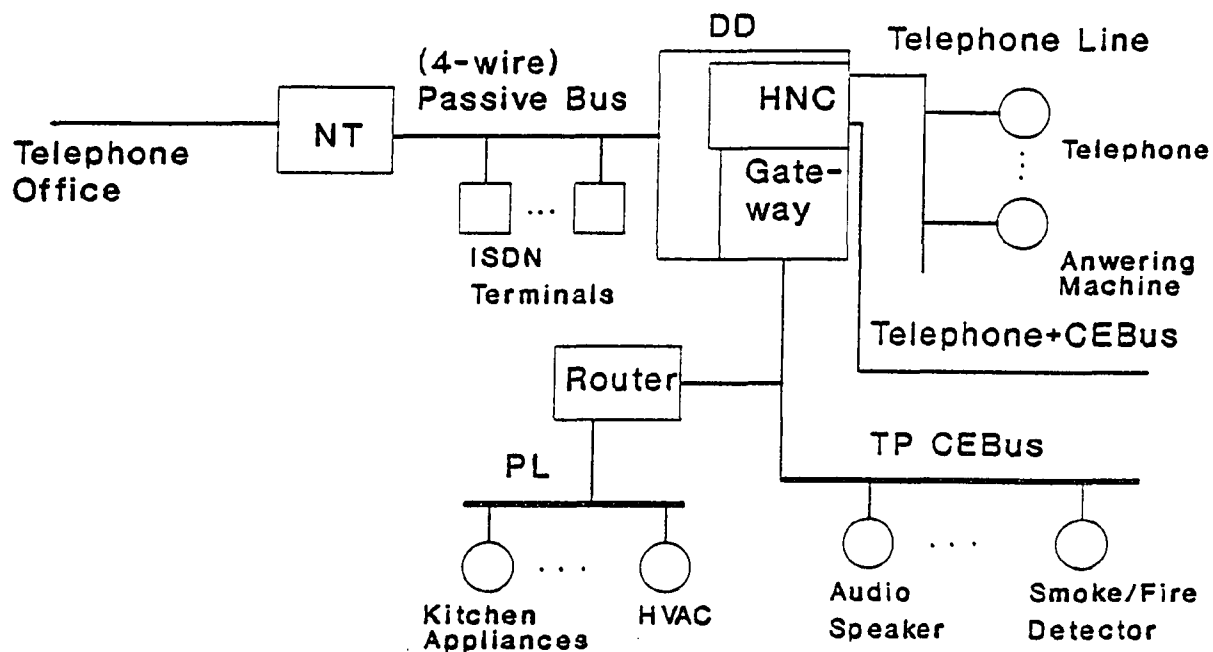 DD
Telephone Line
(4-wire)
Passive Bus
HNC
NT
Telephone
Office
Telephone
Gate-
way
ISDN
Terminals
Anwering
Machine
Telephone+CEBus
Router
TP CEBus
PL
Kitchen
Appliances
HVAC
Audio
Speaker
Smoke/Fire
Detector